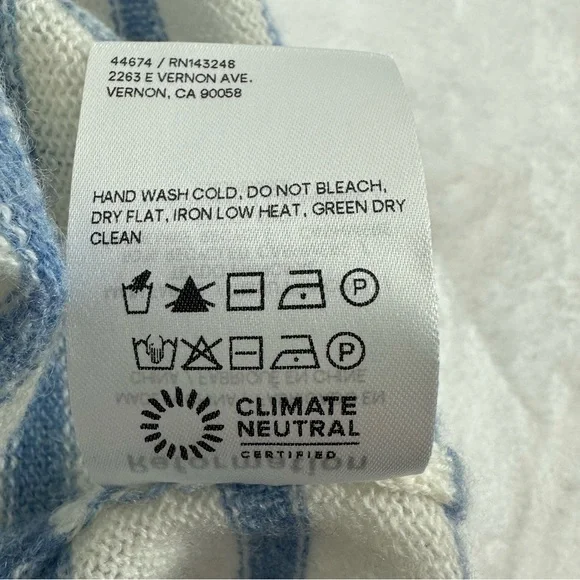 44674 / RN143248
2263 E VERNON AVE.
VERNON, CA 90058
HAND WASH COLD, DO NOT BLEACH,
DRY FLAT, IRON LOW HEAT, GREEN DRY
CLEAN
P
P
CLIMATE
NEUTRAL
CERTIFIED
Reformation